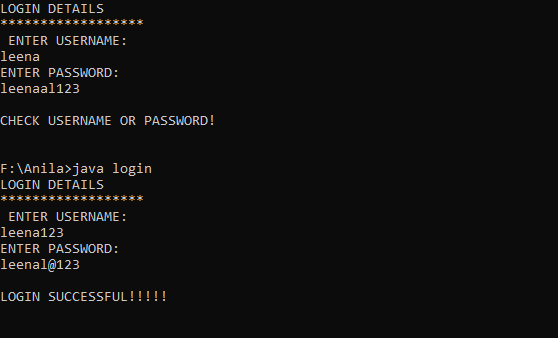 LOGIN DETAILS
******************
ENTER USERNAME:
leena
ENTER PASSWORD:
leenaal123
CHECK USERNAME OR PASSWORD!
F:\Anila>java login
LOGIN DETAILS
******************
ENTER USERNAME:
leena123
ENTER PASSWORD:
leenal@123
LOGIN SUCCESSFUL!!!!!